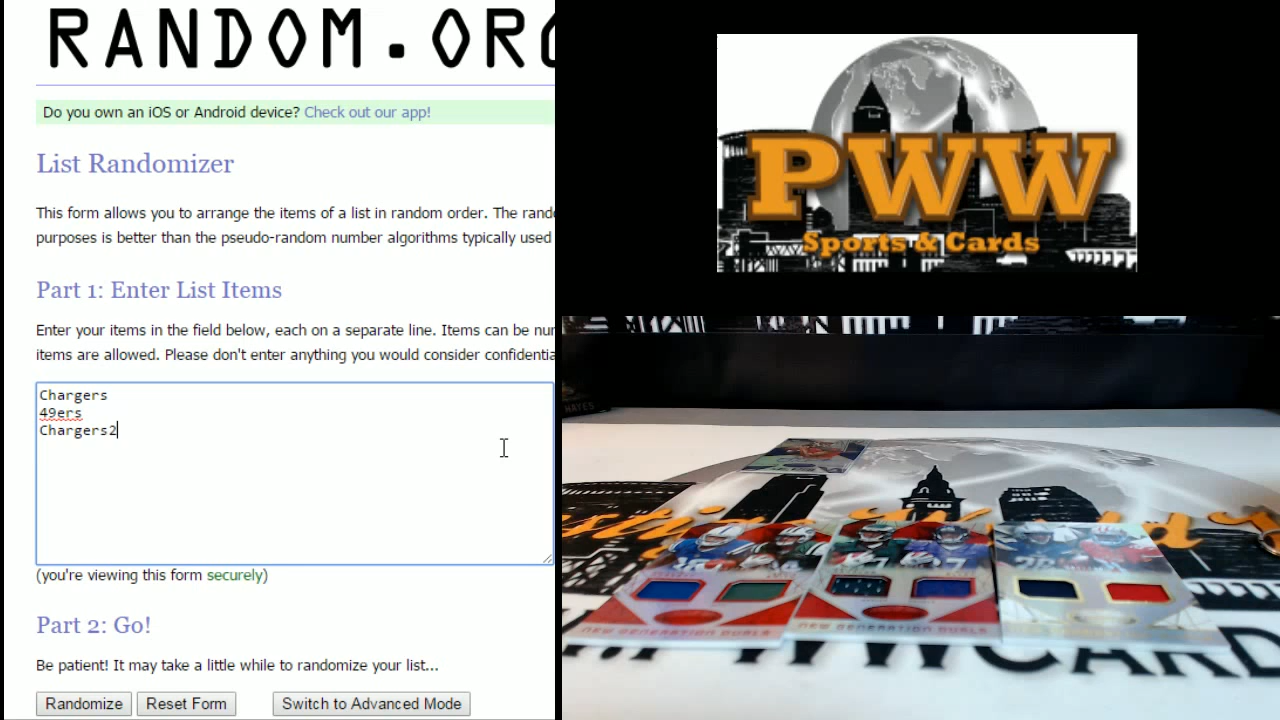 RANDOM.ORG
Do you own an iOS or Android device? Check out our app!
List Randomizer
This form allows you to arrange the items of a list in random order. The
purposes is better than the pseudo-random number algorithms typically used
Part 1: Enter List Items
Enter your items in the field below, each on a separate line. Items can be
items are allowed. Please don't enter anything you would consider
Chargers
49ers
Chargers2
(you're viewing this form securely)
Part 2: Go!
Be patient! It may take a little while to randomize your list...
Randomize
Reset Form
Switch to Advanced Mode
PWW
Sports & Cards
HAYES
NEW GENERATION DUALS
NEW GENERATION DUALS